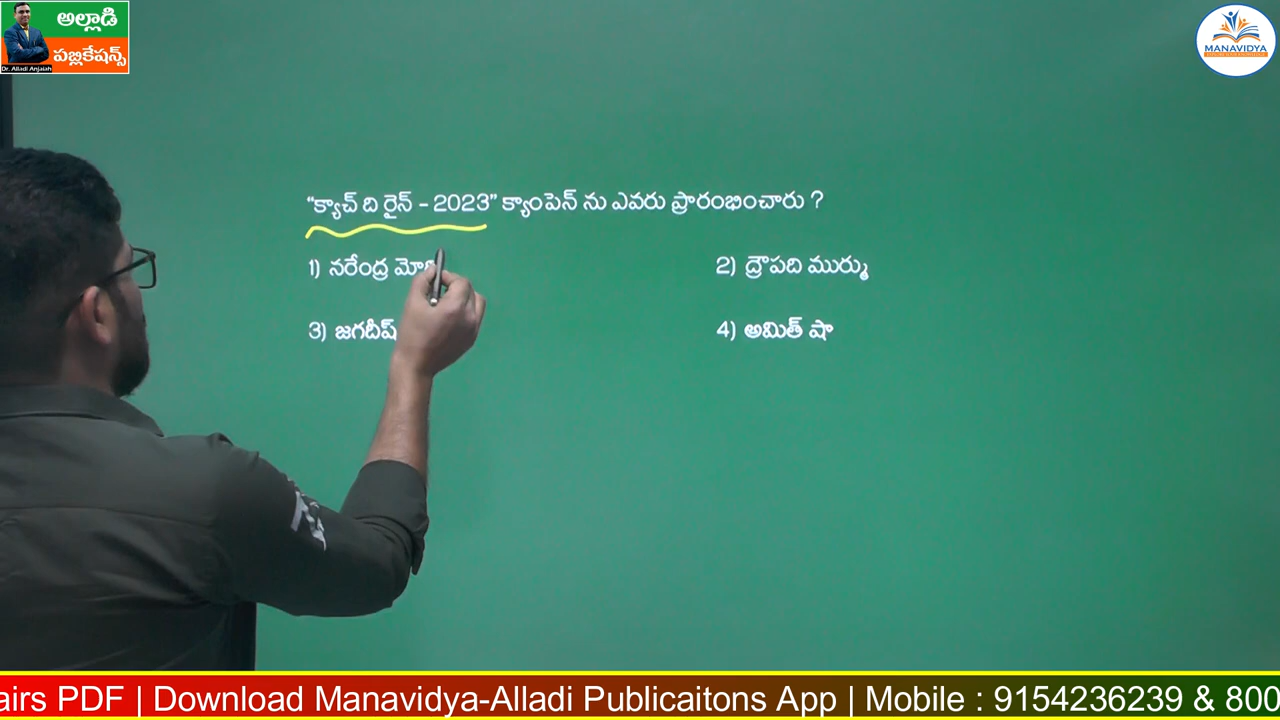 అల్లాడి
పబ్లికేషన్స్
Dr. Alladi Anjaiah
MANAVIDYA
"క్యాచ్ ది రైన్ - 2023" క్యాంపెన్ ను ఎవరు ప్రారంభించారు ?
1) నరేంద్ర
2) ద్రౌపది ముర్ము
3) జగదీష్
4) అమిత్ షా
airs PDF | Download Manavidya-Alladi Publicaitons App | Mobile : 9154236239 & 800